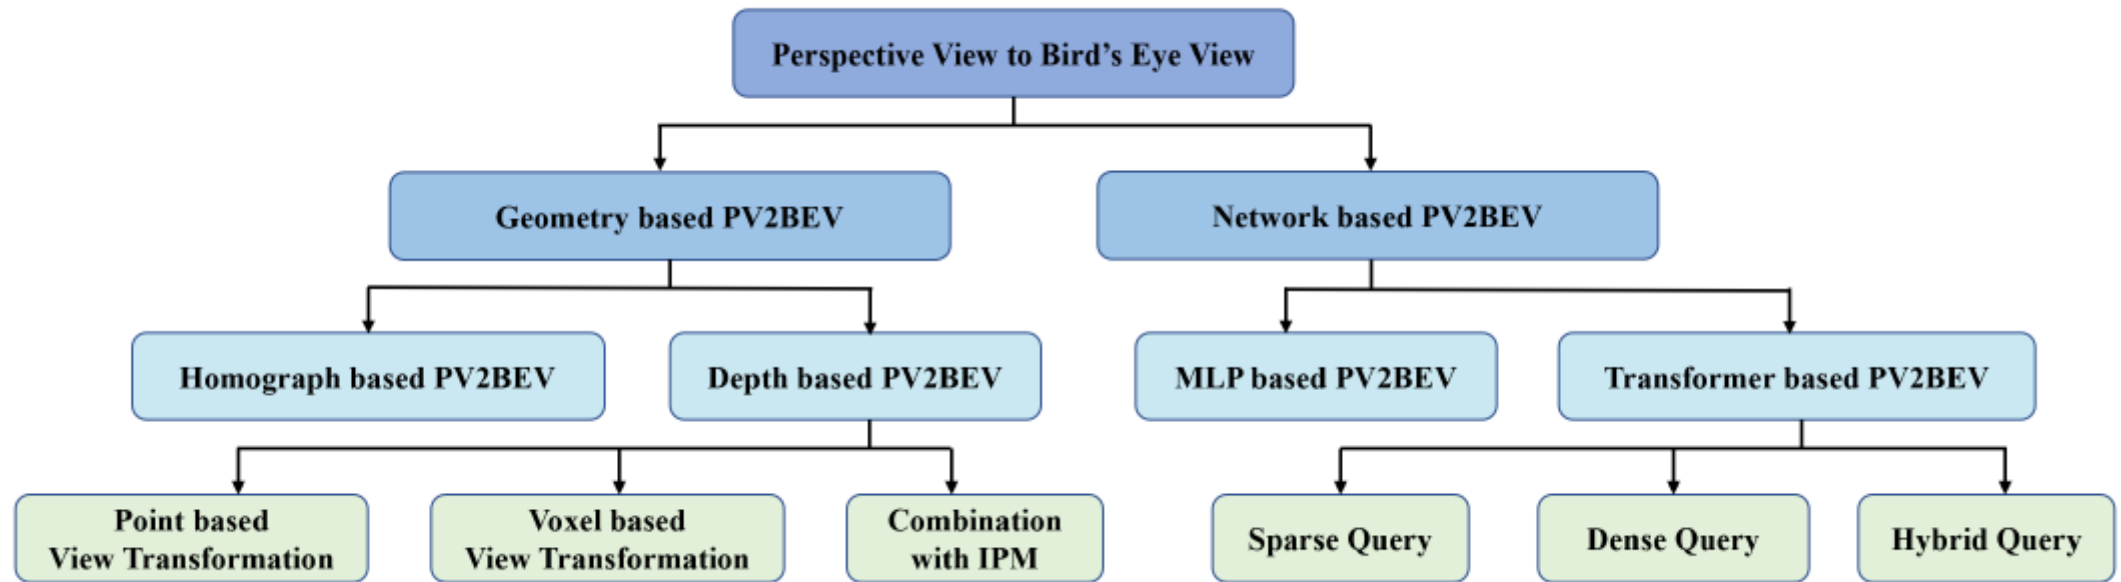 Perspective View to Bird's Eye View
Geometry based PV2BEV
Network based PV2BEV
Homograph based PV2BEV
Depth based PV2BEV
MLP based PV2BEV
Transformer based PV2BEV
Point based
View Transformation
Voxel based
View Transformation
Combination
with IPM
Sparse Query
Dense Query
Hybrid Query